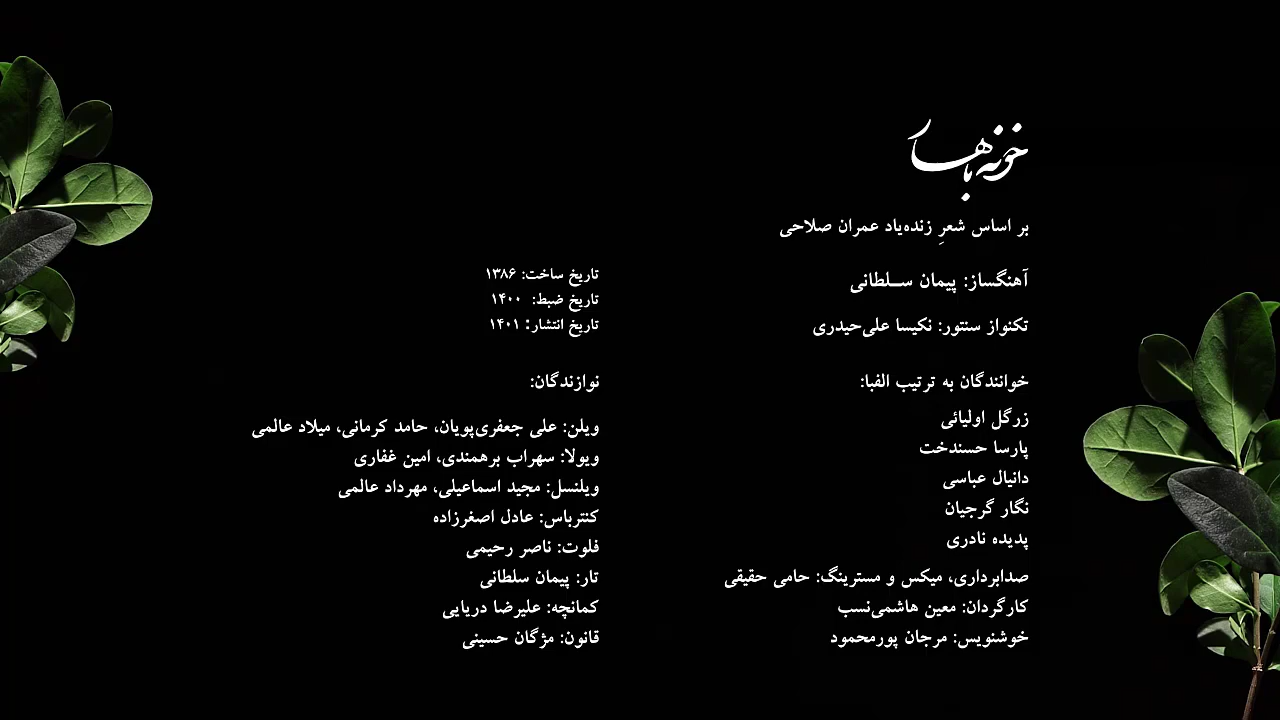 خونه باهار
بر اساس شعرِ زنده‌یاد عمران صلاحی
آهنگساز: پیمان سـلطانی
تکنواز سنتور: نکیسا علی‌حیدری
خوانندگان به ترتیب الفبا:
زرگل اولیائی
پارسا حسندخت
دانیال عباسی
نگار گرجیان
پدیده نادری
صدابرداری، میکس و مسترینگ: حامی حقیقی
کارگردان: معین هاشمی‌نسب
خوشنویس: مرجان پورمحمود
تاریخ ساخت: ۱۳۸۶
تاریخ ضبط: ۱۴۰۰
تاریخ انتشار: ۱۴۰۱
نوازندگان:
ویلن: علی جعفری‌پویان، حامد کرمانی، میلاد عالمی
ویولا: سهراب برهمندی، امین غفاری
ویلنسل: مجید اسماعیلی، مهرداد عالمی
کنترباس: عادل اصغرزاده
فلوت: ناصر رحیمی
تار: پیمان سلطانی
کمانچه: علیرضا دریایی
قانون: مژگان حسینی